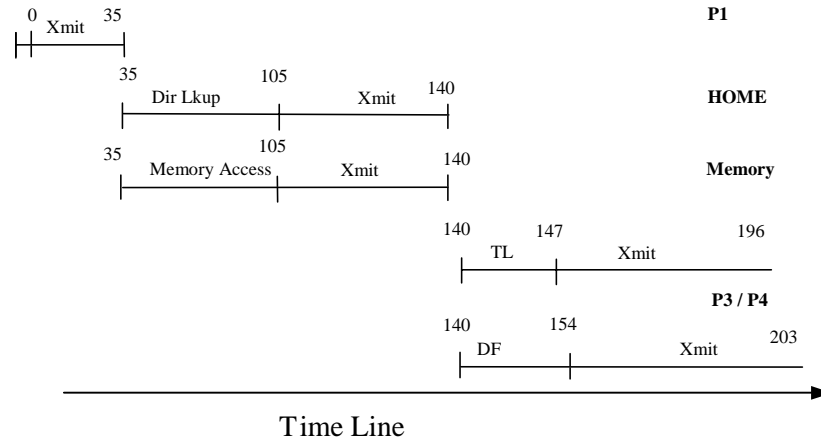 0 35 P1
Xmit
35 105 140
Dir Lkup Xmit HOME
35 105 140
Memory Access Xmit Memory
140 147 196
TL Xmit
P3 / P4
140 154 203
DF Xmit
Time Line